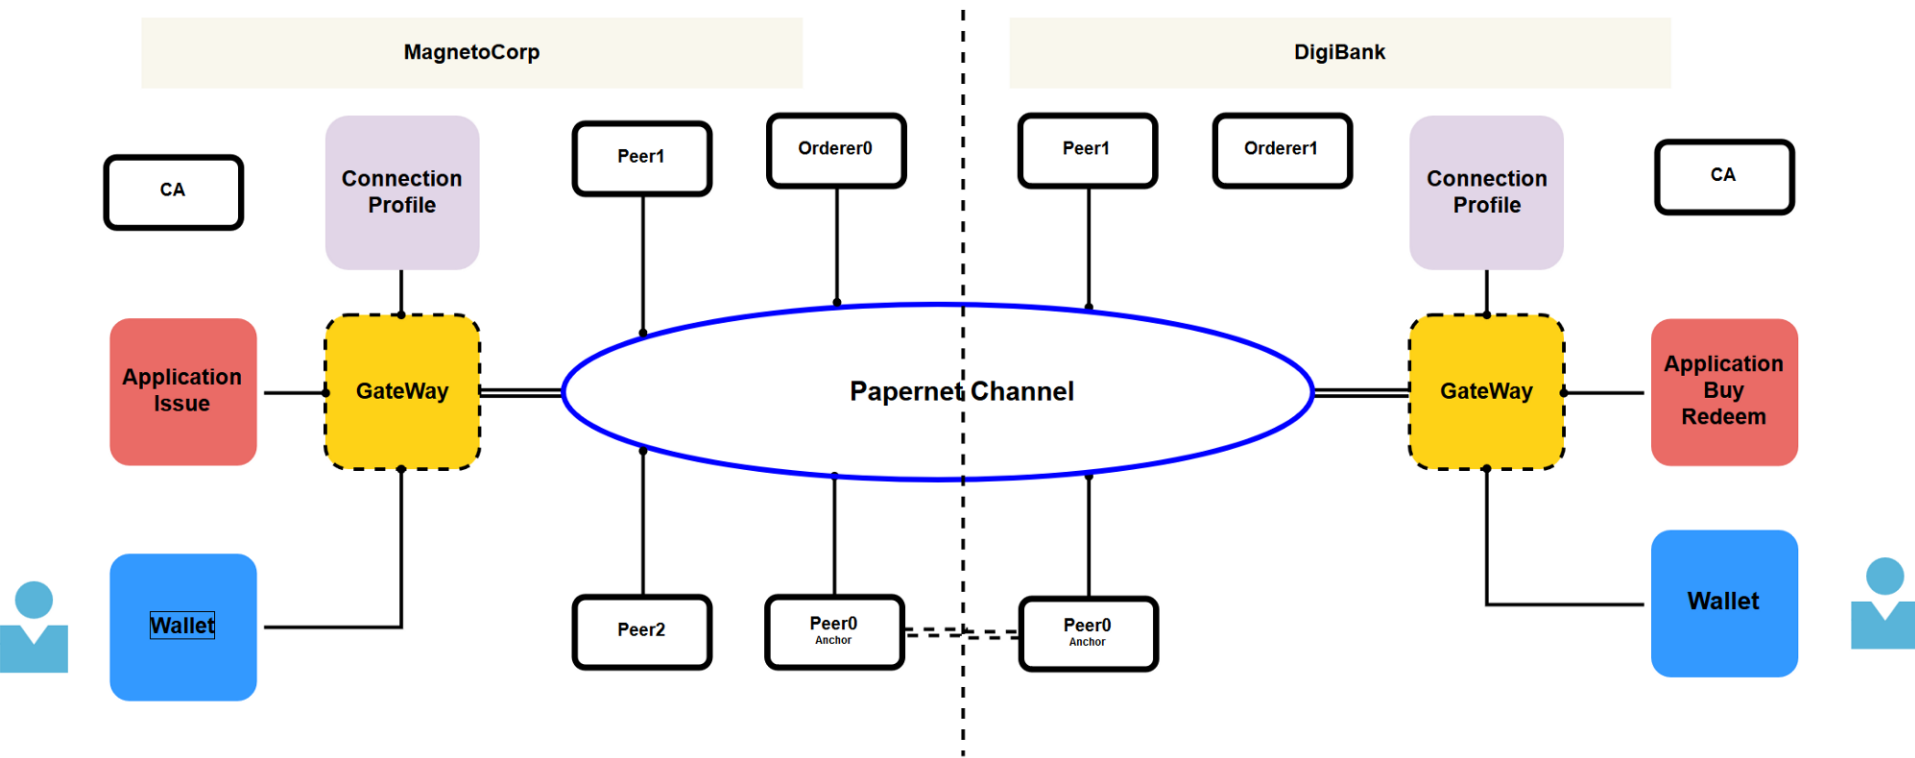 MagnetoCorp
DigiBank
CA
Connection
Profile
Peer1
Orderer0
Peer1
Orderer1
Connection
Profile
CA
Application
Issue
GateWay
Papernet Channel
GateWay
Application
Buy
Redeem
Wallet
Peer2
Peer0
Anchor
Peer0
Anchor
Wallet